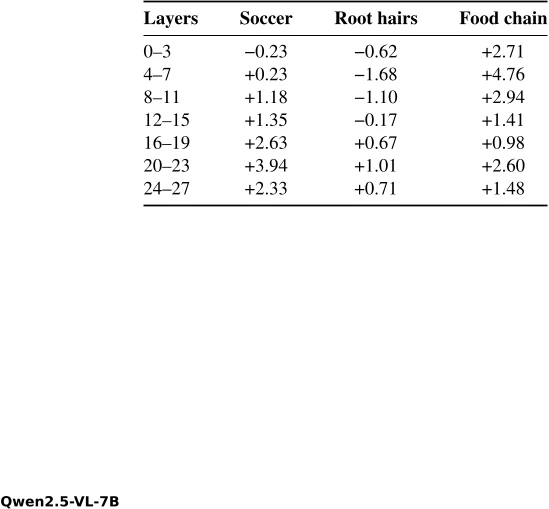 Layers Soccer Root hairs Food chain
0–3 −0.23 −0.62 +2.71
4–7 +0.23 −1.68 +4.76
8–11 +1.18 −1.10 +2.94
12–15 +1.35 −0.17 +1.41
16–19 +2.63 +0.67 +0.98
20–23 +3.94 +1.01 +2.60
24–27 +2.33 +0.71 +1.48
Qwen2.5-VL-7B